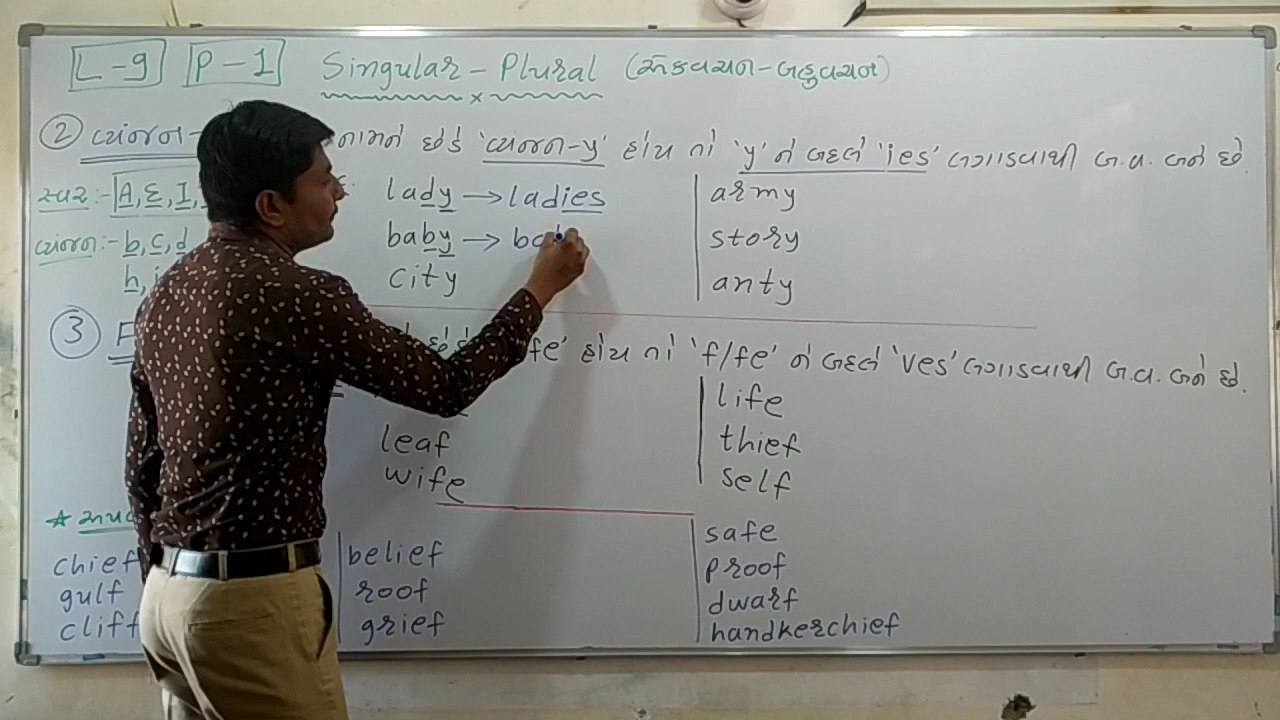 L-9 P-1 Singular - Plural (એકવચન-બહુવચન)
② વ્યંજન- નામને છેડે 'વ્યંજન-y' હોય તો 'y' ને બદલે 'ies' લગાડવાથી બ.વ. બને છે.
સ્વર :- A, E, I, lady → ladies army
વ્યંજન :- b, c, d baby → bab story
h, city anty
③ F છેડે fe' હોય તો 'f/fe' ને બદલે 'ves' લગાડવાથી બ.વ. બને છે.
life
leaf thief
wife self
safe
chief belief proof
gulf roof dwarf
cliff grief handkerchief